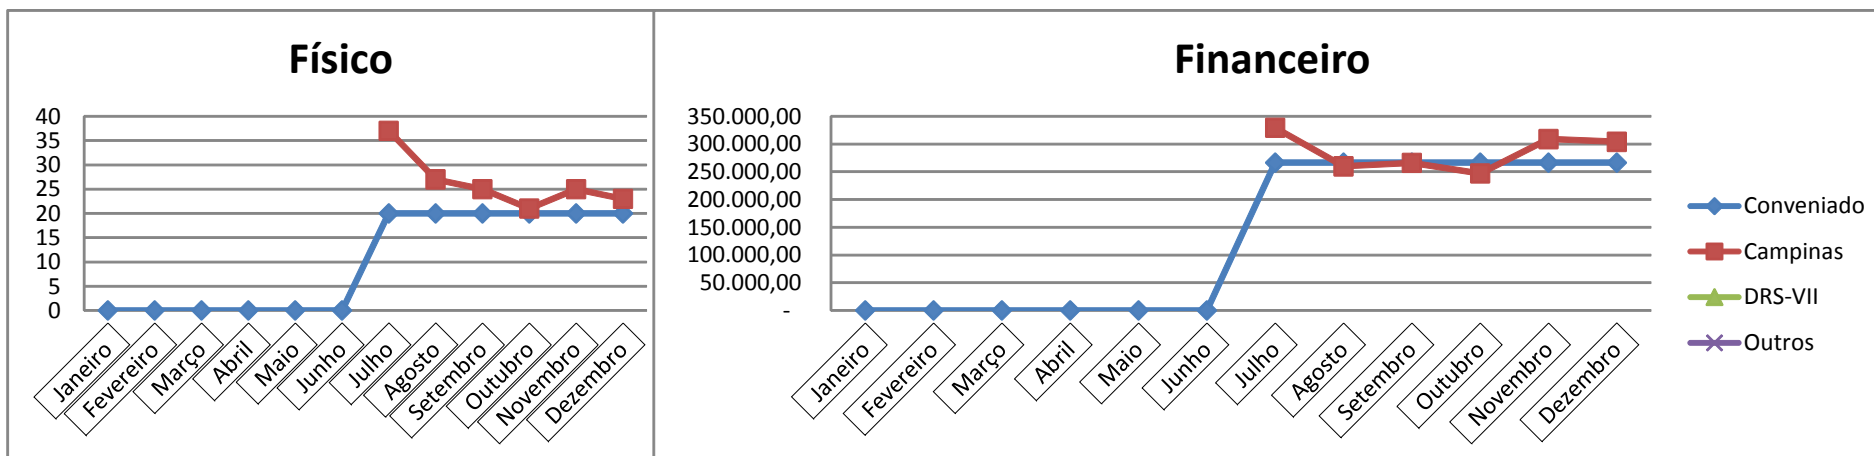 Físico
40
35
30
25
20
15
10
5
0
Janeiro
Fevereiro
Março
Abril
Maio
Junho
Julho
Agosto
Setembro
Outubro
Novembro
Dezembro
Financeiro
350.000,00
300.000,00
250.000,00
200.000,00
150.000,00
100.000,00
50.000,00
-
Janeiro
Fevereiro
Março
Abril
Maio
Junho
Julho
Agosto
Setembro
Outubro
Novembro
Dezembro
Conveniado
Campinas
DRS-VII
Outros